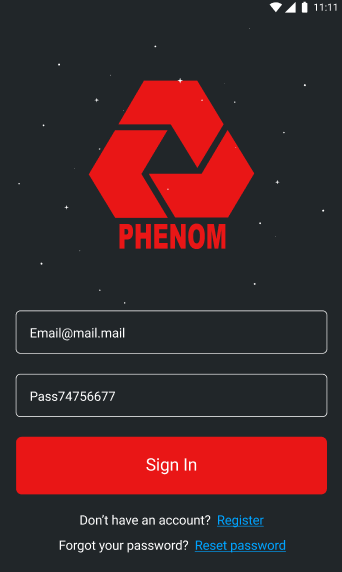 11:11
PHENOM
Email@mail.mail
Pass74756677
Sign In
Don't have an account? Register
Forgot your password? Reset password